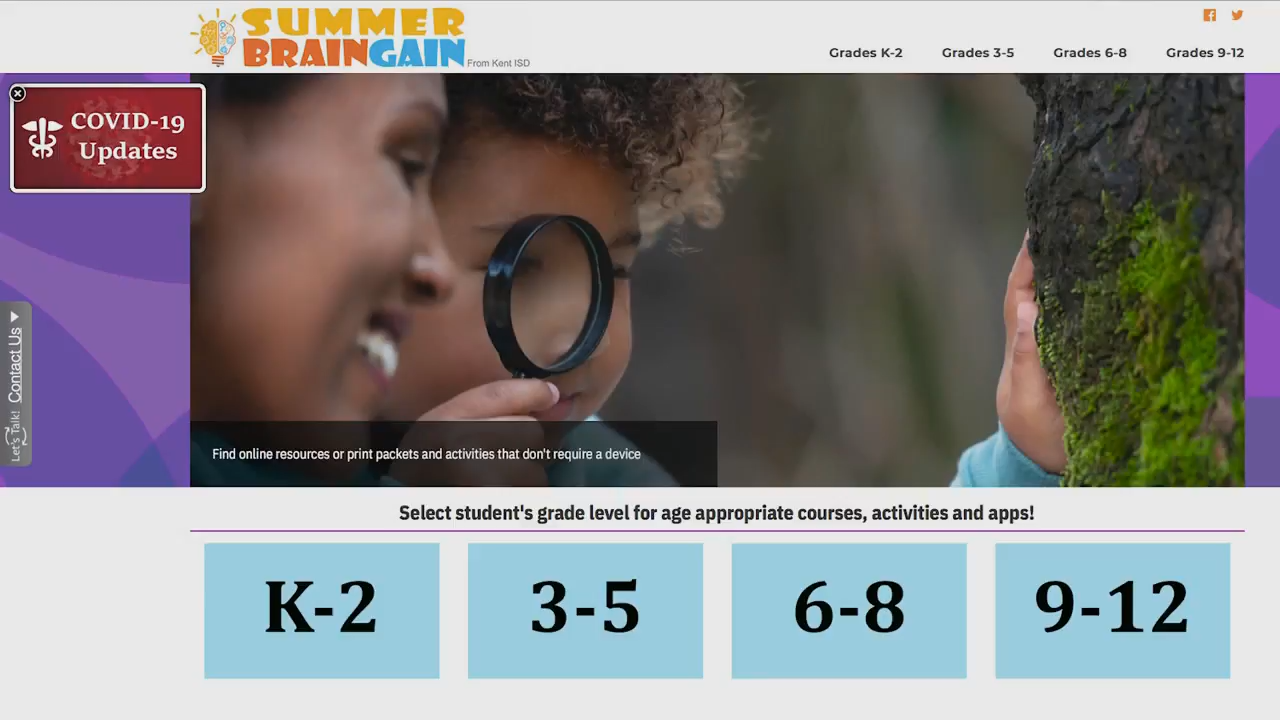 SUMMER
BRAINGAIN From Kent ISD
Grades K-2 Grades 3-5 Grades 6-8 Grades 9-12
COVID-19
Updates
Let's Talk! Contact Us
Find online resources or print packets and activities that don't require a device
Select student's grade level for age appropriate courses, activities and apps!
K-2 3-5 6-8 9-12